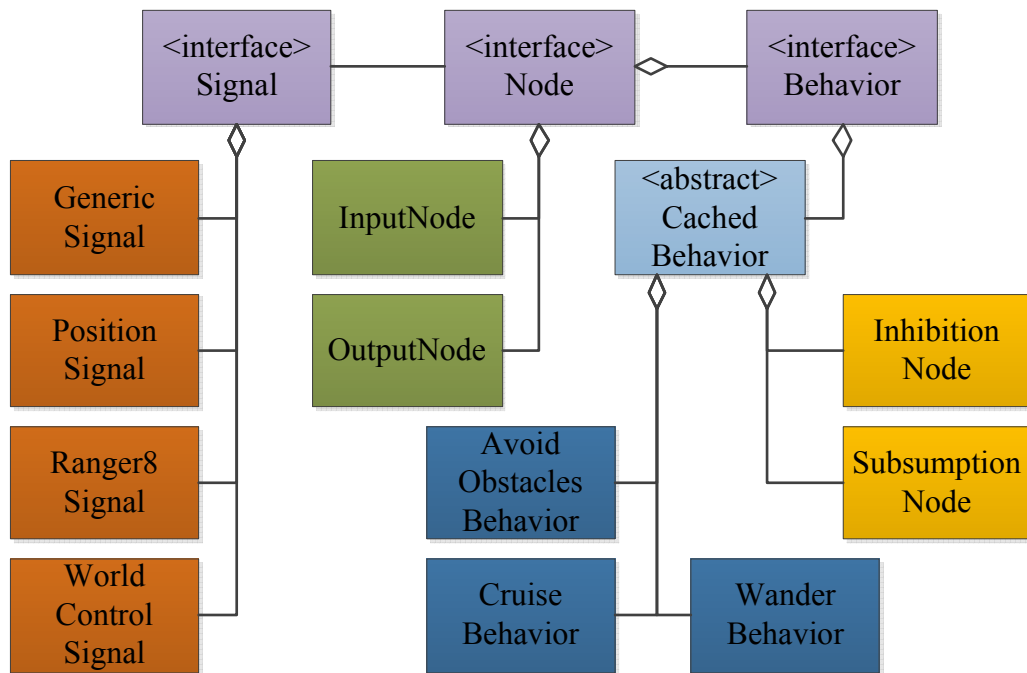 <interface>
Signal
<interface>
Node
<interface>
Behavior
Generic
Signal
Position
Signal
Ranger8
Signal
World
Control
Signal
InputNode
OutputNode
<abstract>
Cached
Behavior
Inhibition
Node
Subsumption
Node
Avoid
Obstacles
Behavior
Cruise
Behavior
Wander
Behavior